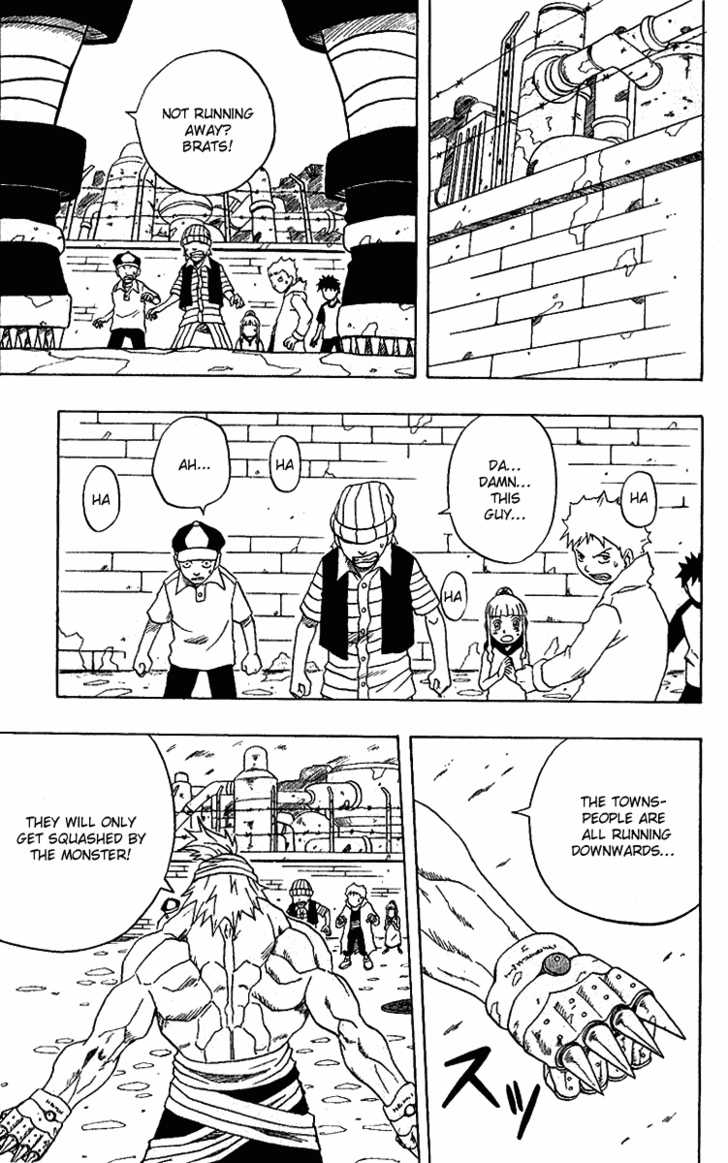 NOT RUNNING
AWAY?
BRATS!
HA
DA...
DAMN...
THIS
GUY...
HA
HA
AH...
HA
THE TOWNS-
PEOPLE ARE
ALL RUNNING
DOWNWARDS...
スッ
THEY WILL ONLY
GET SQUASHED BY
THE MONSTER!